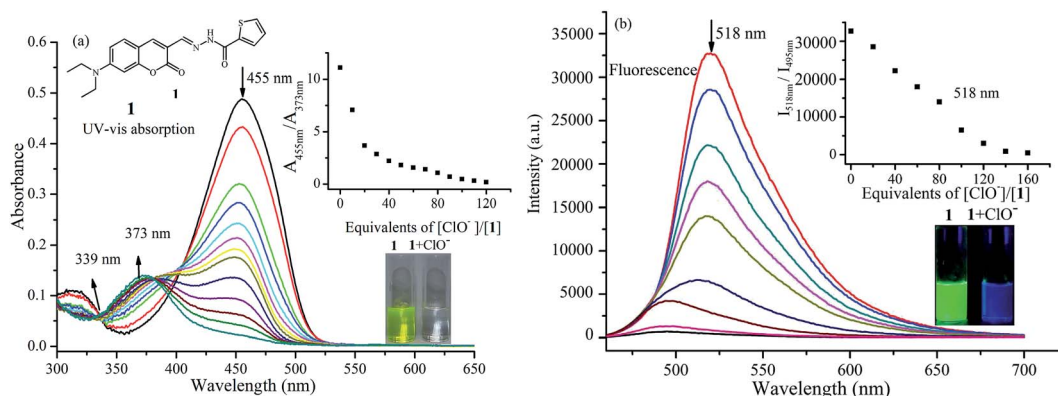 (a)
S
N
NH
O
N
O
O
1
1
UV-vis absorption
455 nm
373 nm
339 nm
Absorbance
0.6
0.5
0.4
0.3
0.2
0.1
0.0
300 350 400 450 500 550 600 650
Wavelength (nm)
A455nm/A373nm
10
5
0
0 20 40 60 80 100 120
Equivalents of [ClO⁻]/[1]
1 1+ClO⁻
(b)
518 nm
Fluorescence
Intensity (a.u.)
35000
30000
25000
20000
15000
10000
5000
0
500 550 600 650 700
Wavelength (nm)
I518nm / I495nm
30000
20000
10000
0
518 nm
0 40 80 120 160
Equivalents of [ClO⁻]/[1]
1 1+ClO⁻